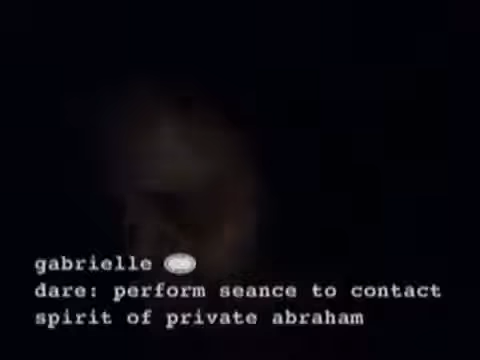 gabrielle
dare: perform seance to contact
spirit of private abraham